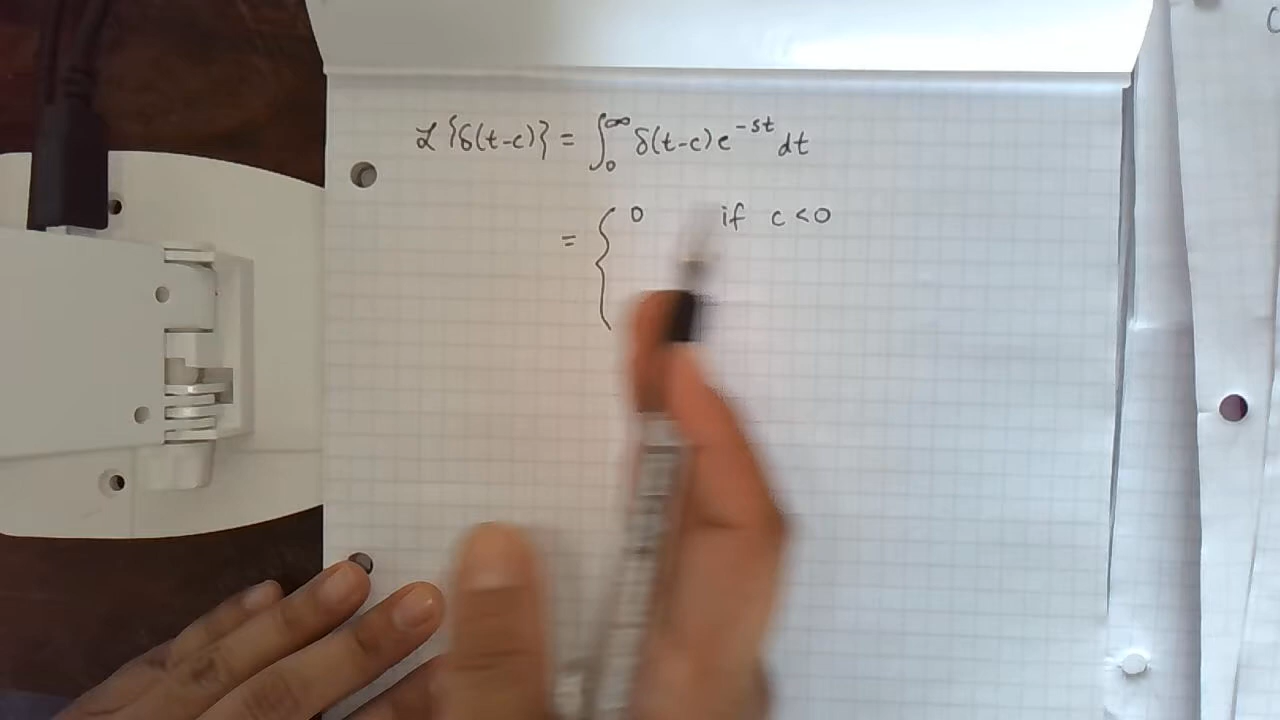 ℒ{δ(t-c)} = ∫₀^∞ δ(t-c)e^{-st} dt
= { 0 if c<0